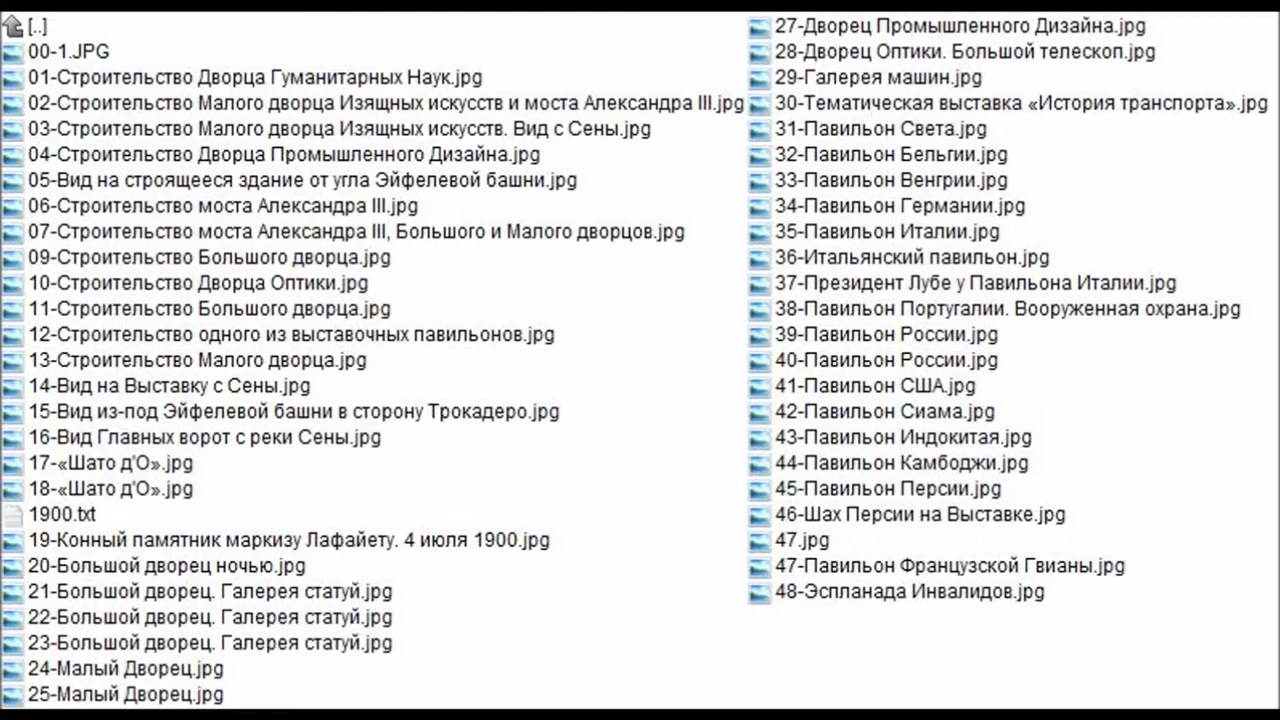 [..]
00-1.JPG
01-Строительство Дворца Гуманитарных Наук.jpg
02-Строительство Малого дворца Изящных искусств и моста Александра III.jpg
03-Строительство Малого дворца Изящных искусств. Вид с Сены.jpg
04-Строительство Дворца Промышленного Дизайна.jpg
05-Вид на строящееся здание от угла Эйфелевой башни.jpg
06-Строительство моста Александра III.jpg
07-Строительство моста Александра III, Большого и Малого дворцов.jpg
09-Строительство Большого дворца.jpg
10-Строительство Дворца Оптики.jpg
11-Строительство Большого дворца.jpg
12-Строительство одного из выставочных павильонов.jpg
13-Строительство Малого дворца.jpg
14-Вид на Выставку с Сены.jpg
15-Вид из-под Эйфелевой башни в сторону Трокадеро.jpg
16-Вид Главных ворот с реки Сены.jpg
17-«Шато д'О».jpg
18-«Шато д'О».jpg
1900.txt
19-Конный памятник маркизу Лафайету. 4 июля 1900.jpg
20-Большой дворец ночью.jpg
21-Большой дворец. Галерея статуй.jpg
22-Большой дворец. Галерея статуй.jpg
23-Большой дворец. Галерея статуй.jpg
24-Малый Дворец.jpg
25-Малый Дворец.jpg
27-Дворец Промышленного Дизайна.jpg
28-Дворец Оптики. Большой телескоп.jpg
29-Галерея машин.jpg
30-Тематическая выставка «История транспорта».jpg
31-Павильон Света.jpg
32-Павильон Бельгии.jpg
33-Павильон Венгрии.jpg
34-Павильон Германии.jpg
35-Павильон Италии.jpg
36-Итальянский павильон.jpg
37-Президент Лубе у Павильона Италии.jpg
38-Павильон Португалии. Вооруженная охрана.jpg
39-Павильон России.jpg
40-Павильон России.jpg
41-Павильон США.jpg
42-Павильон Сиама.jpg
43-Павильон Индокитая.jpg
44-Павильон Камбоджи.jpg
45-Павильон Персии.jpg
46-Шах Персии на Выставке.jpg
47.jpg
47-Павильон Французской Гвианы.jpg
48-Эспланада Инвалидов.jpg